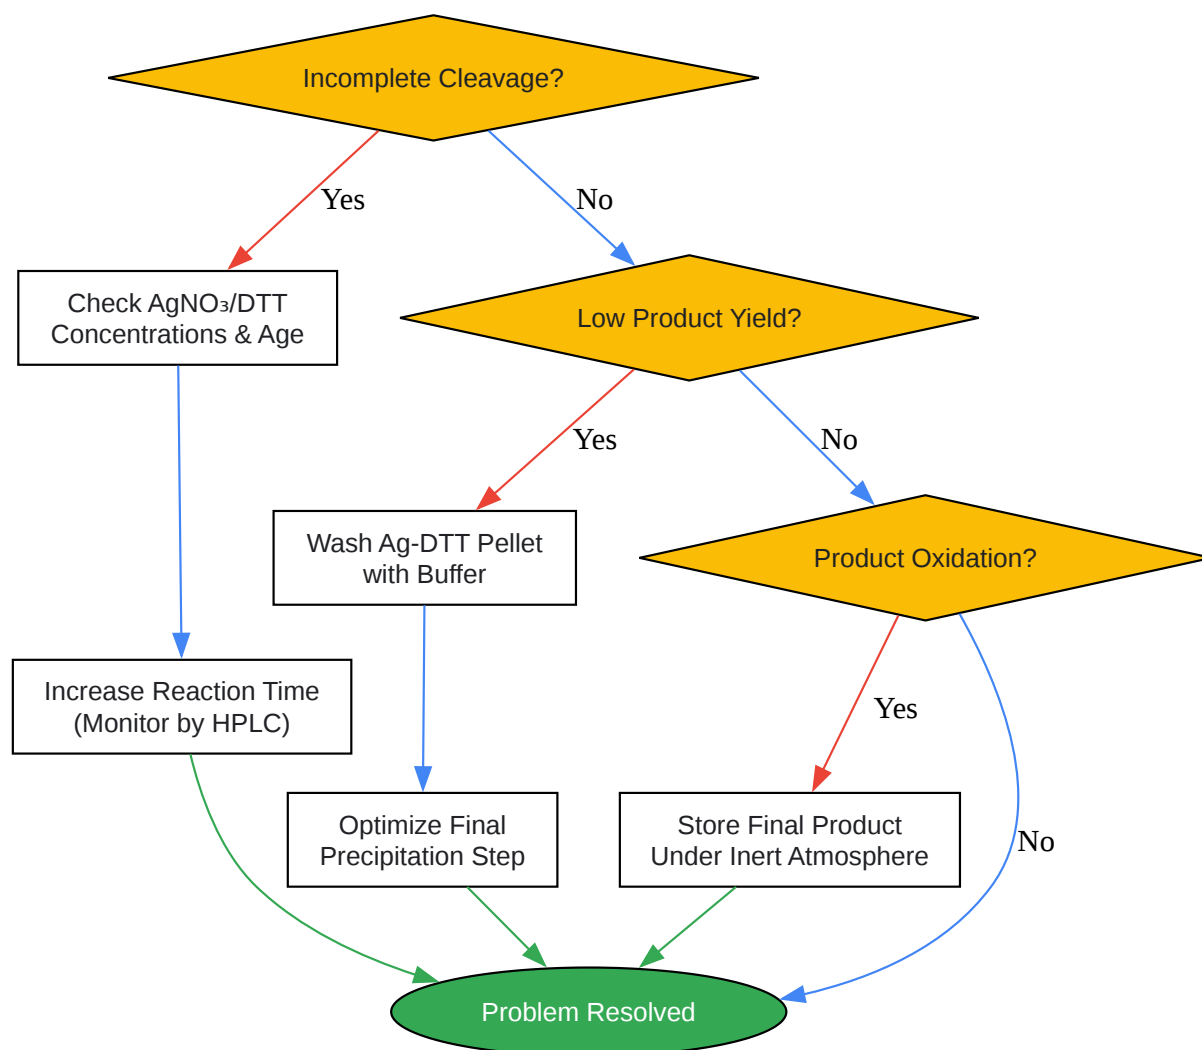 Incomplete Cleavage?
Yes
No
Check AgNO₃/DTT
Concentrations & Age
Low Product Yield?
Yes
No
Wash Ag-DTT Pellet
with Buffer
Product Oxidation?
Increase Reaction Time
(Monitor by HPLC)
Yes
Optimize Final
Precipitation Step
Store Final Product
Under Inert Atmosphere
No
Problem Resolved